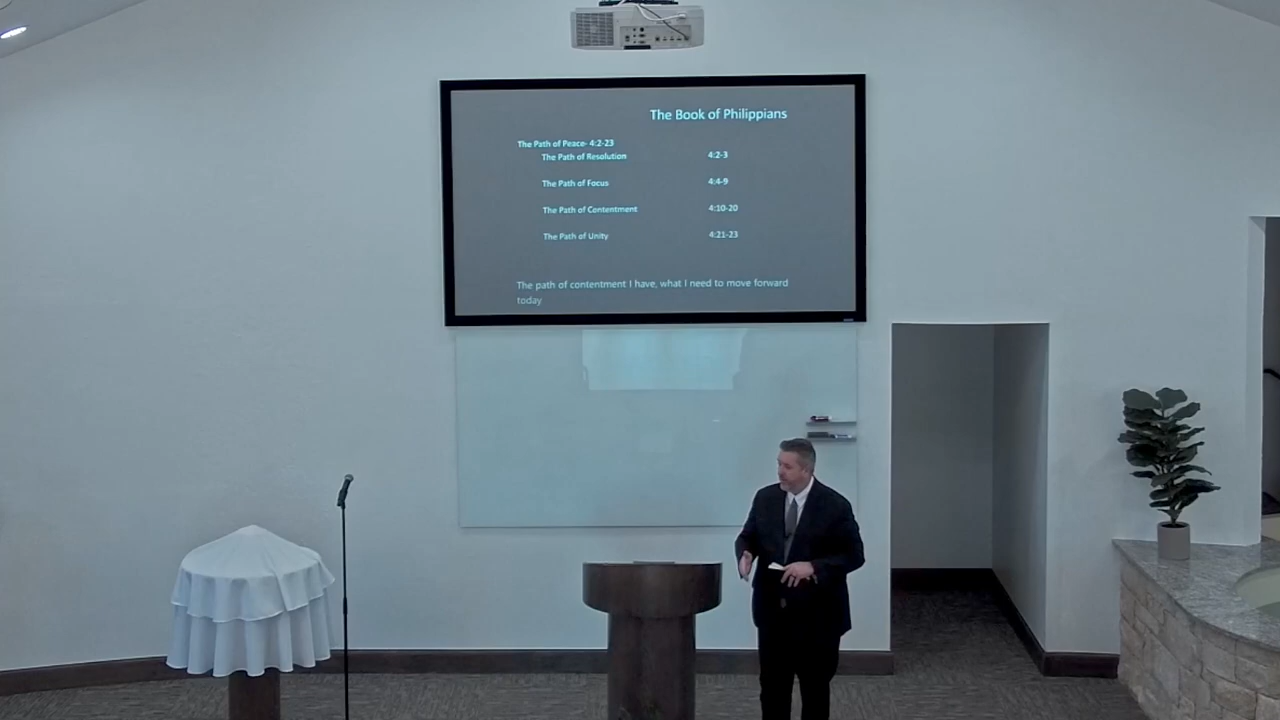 The Book of Philippians
The Path of Peace- 4:2-23
The Path of Resolution 4:2-3
The Path of Focus 4:4-9
The Path of Contentment 4:10-20
The Path of Unity 4:21-23
The path of contentment I have, what I need to move forward
today